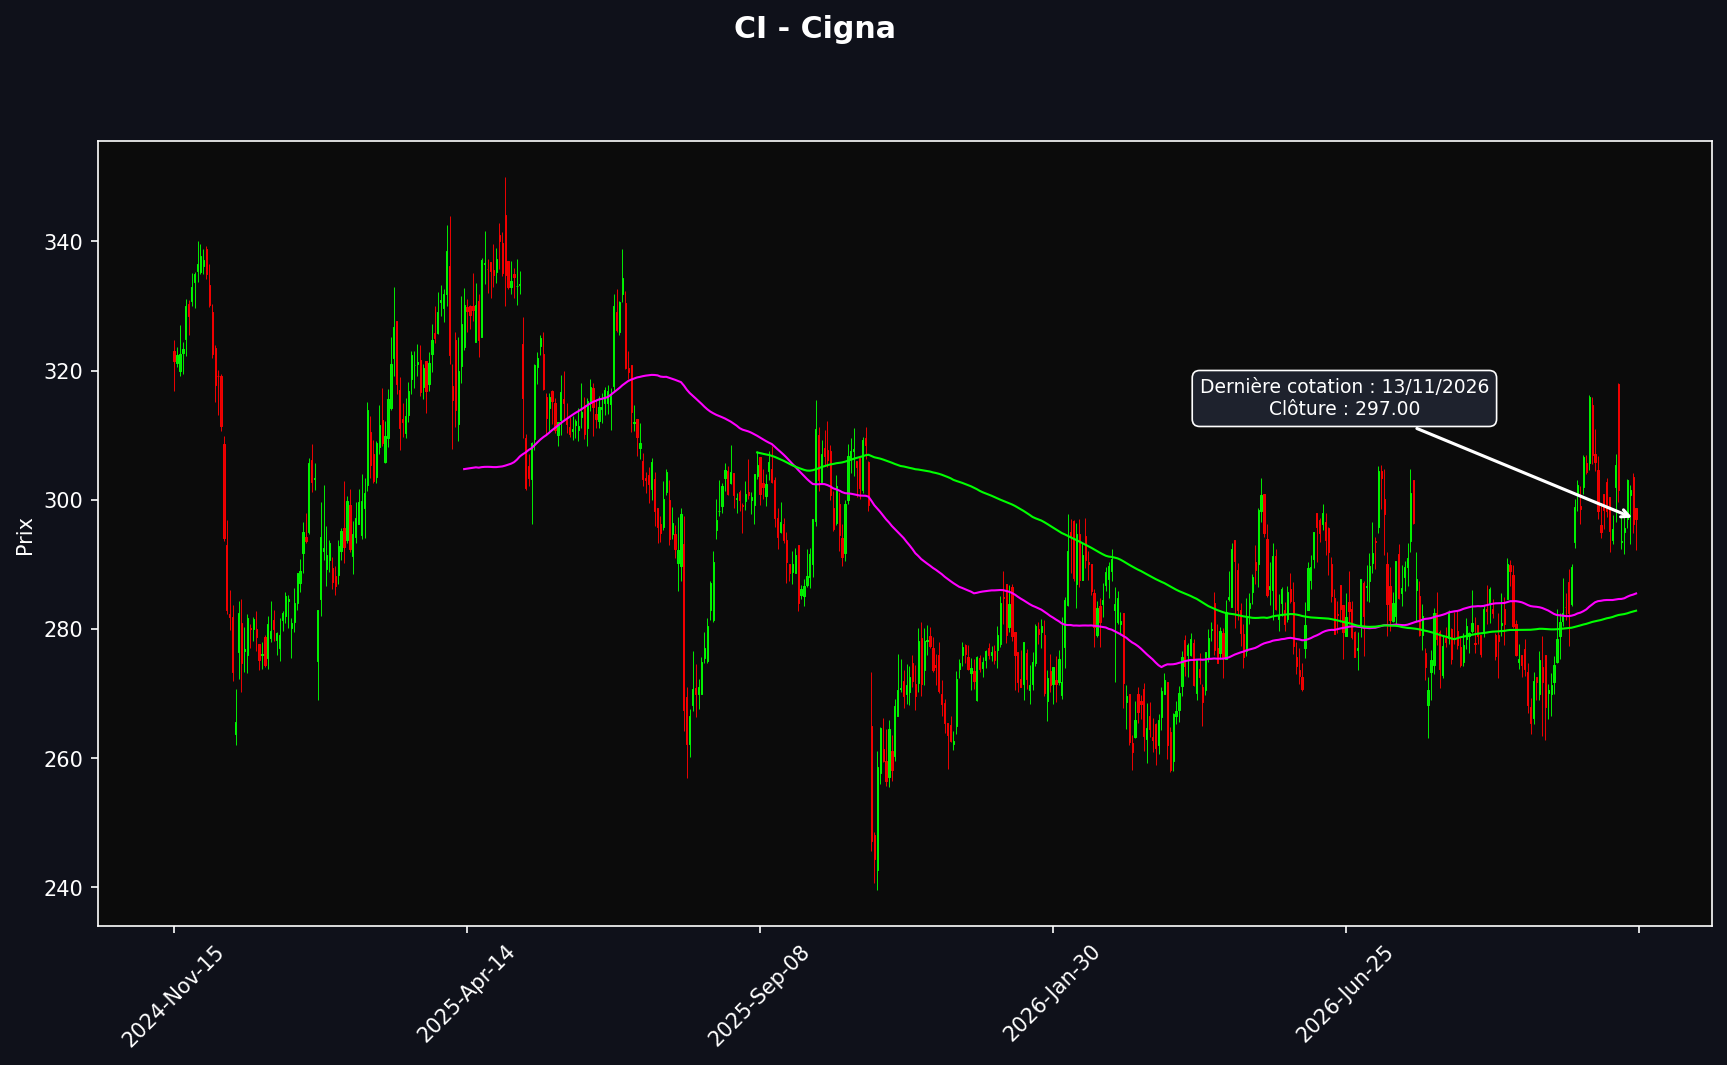 CI - Cigna
Prix
340
320
300
280
260
240
Dernière cotation : 13/11/2026
Clôture : 297.00
2024-Nov-15
2025-Apr-14
2025-Sep-08
2026-Jan-30
2026-Jun-25